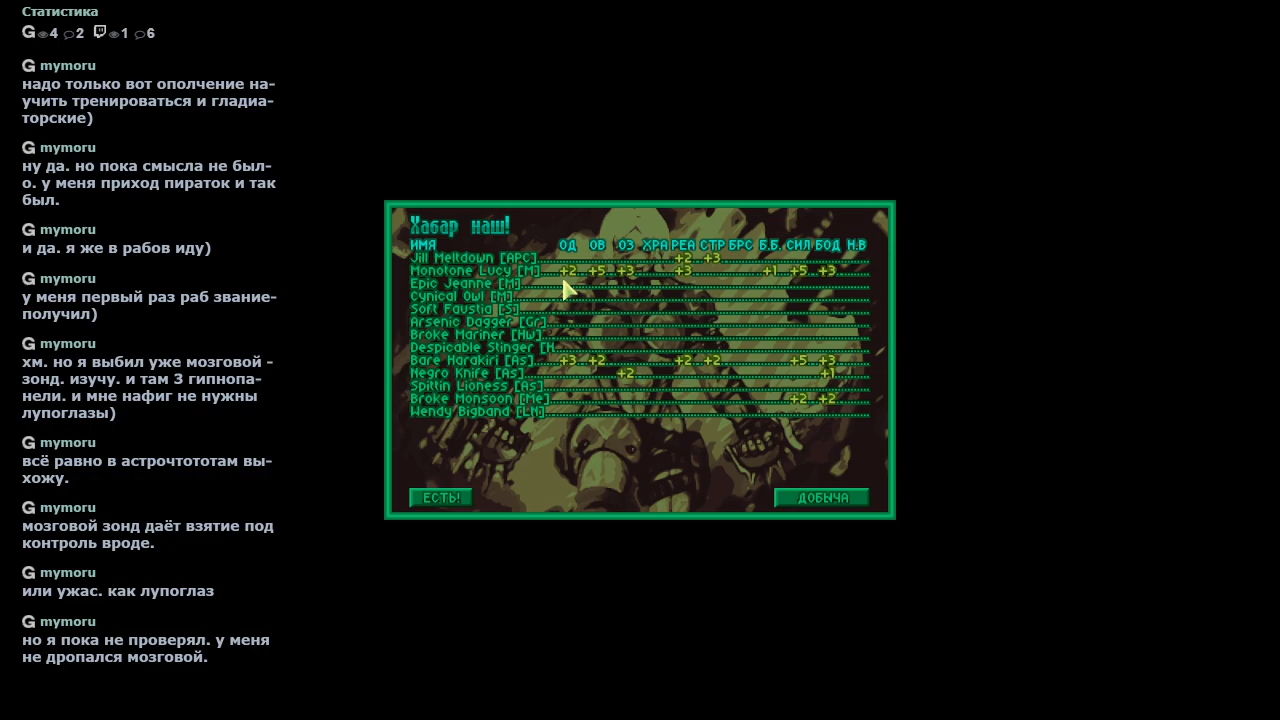 Статистика
G 4 2 1 6
G mymoru
надо только вот ополчение на-
учить тренироваться и гладиа-
торские)
G mymoru
ну да. но пока смысла не был-
о. у меня приход пираток и так
был.
G mymoru
и да. я же в рабов иду)
G mymoru
у меня первый раз раб звание-
получил)
G mymoru
хм. но я выбил уже мозговой -
зонд. изучу. и там 3 гипнопа-
нели. и мне нафиг не нужны
лупоглазы)
G mymoru
всё равно в астрочтототам вы-
хожу.
G mymoru
мозговой зонд даёт взятие под
контроль вроде.
G mymoru
или ужас. как лупоглаз
G mymoru
но я пока не проверял. у меня
не дропался мозговой.
Хабар наш!
ИМЯ ОД ОВ .ОЗ ХРА РЕА СТР БРС Б.Б. СИЛ БОД Н.В
Jill Meltdown [APC] +2 +3
Monotone Lucy [M] +2 +5 +3 +3 +1 +5 +3
Epic Jeanne [M]
Cynical Owl [M]
Soft Faustia [S]
Arsenic Dagger [Gr]
Broke Mariner [HW]
Despicable Stinger [H
Bare Harakiri [As] +3 +2 +2 +2 +5 +3
Negro Knife [As] +2 +1
Spittin Lioness [As]
Broke Monsoon [Me] +2 +2
Wendy Bigband [LN]
ЕСТЬ! ДОБЫЧА